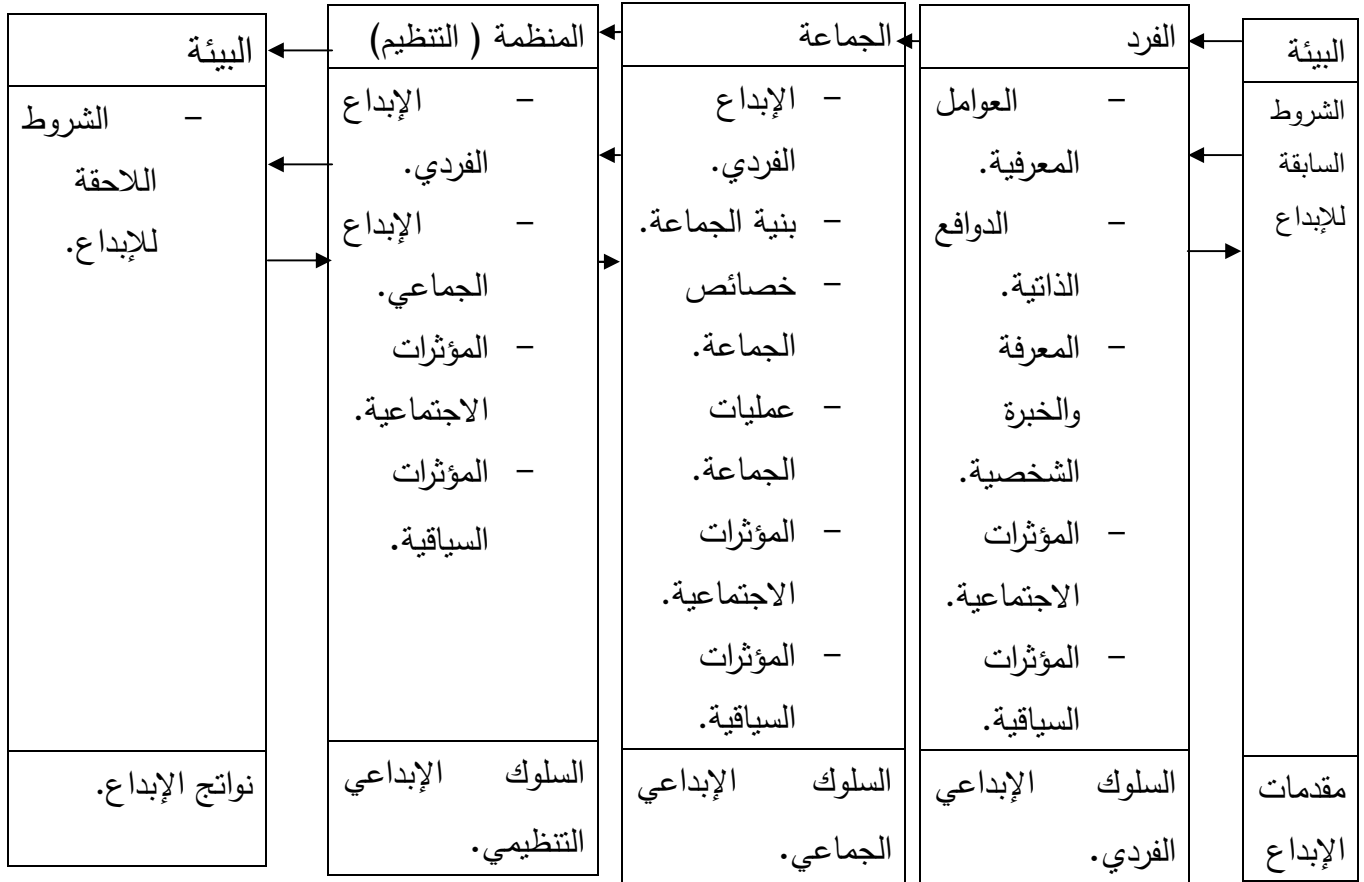 البيئة
الشروط
السابقة
للإبداع
مقدمات
الإبداع
الفرد
- العوامل
المعرفية.
- الدوافع
الذاتية.
- المعرفة
والخبرة
الشخصية.
- المؤثرات
الاجتماعية.
- المؤثرات
السياقية.
السلوك الإبداعي
الفردي.
الجماعة
- الإبداع
الفردي.
- بنية الجماعة.
- خصائص
الجماعة.
- عمليات
الجماعة.
- المؤثرات
الاجتماعية.
- المؤثرات
السياقية.
السلوك الإبداعي
الجماعي.
المنظمة ( التنظيم)
- الإبداع
الفردي.
- الإبداع
الجماعي.
- المؤثرات
الاجتماعية.
- المؤثرات
السياقية.
السلوك الإبداعي
التنظيمي.
البيئة
- الشروط
اللاحقة
للإبداع.
نواتج الإبداع.